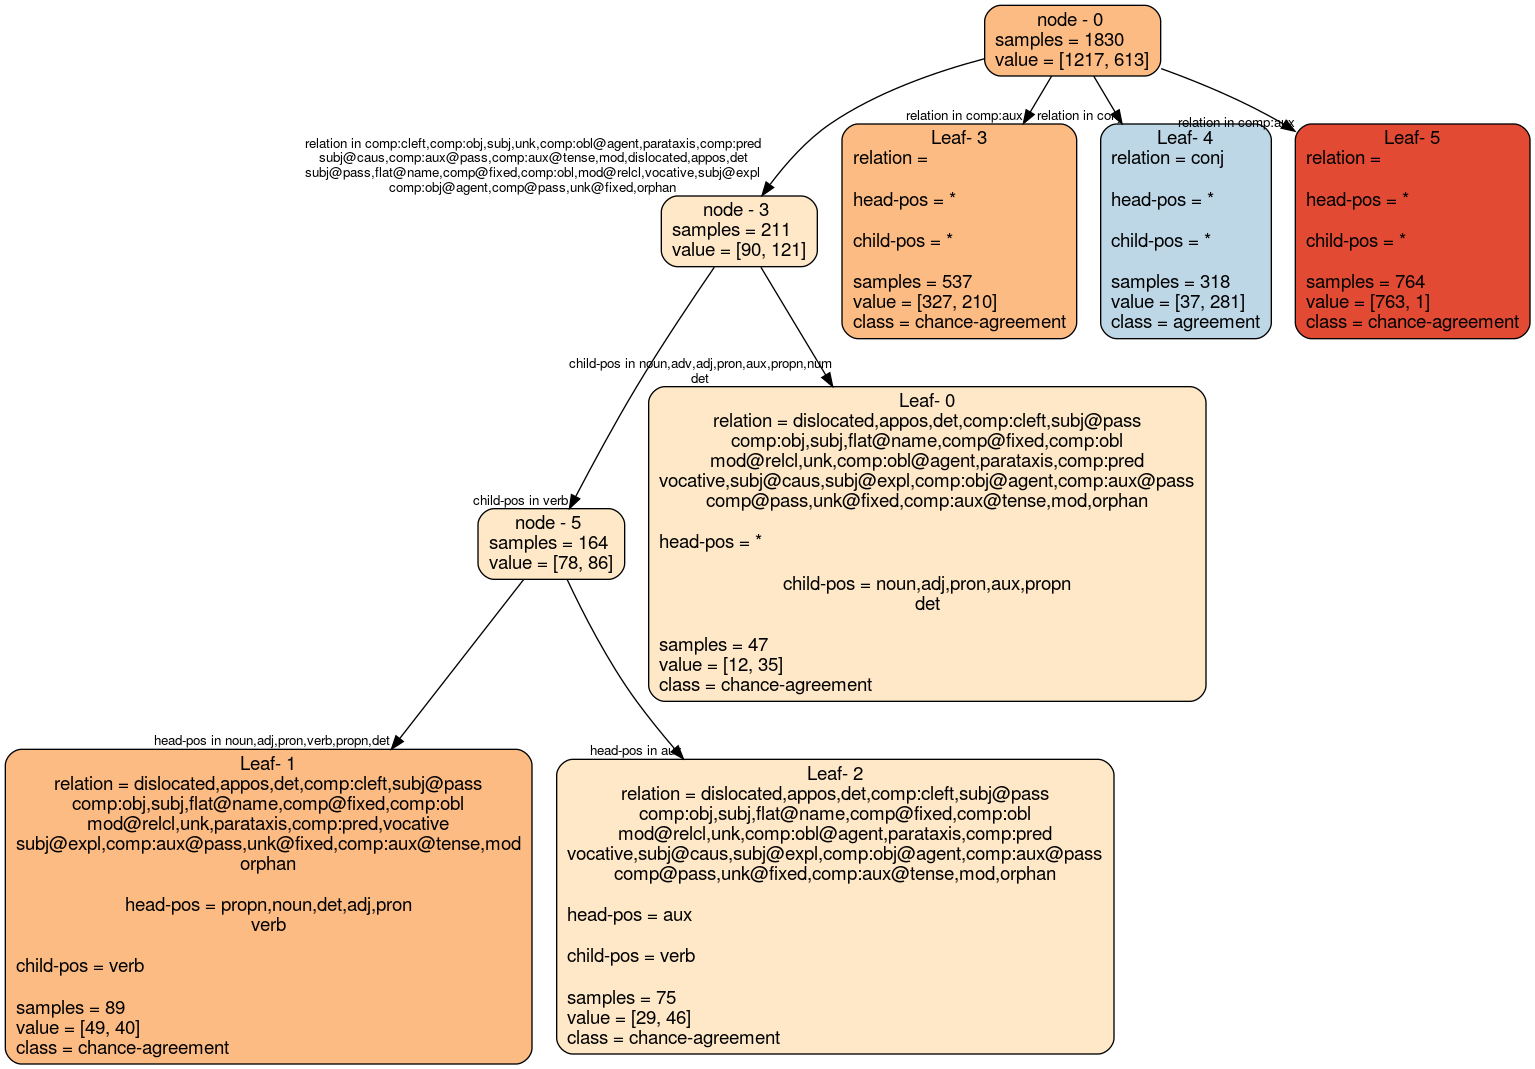 node - 0
samples = 1830
value = [1217, 613]
relation in comp:cleft,comp:obj,subj,unk,comp:obl@agent,parataxis,comp:pred
subj@caus,comp:aux@pass,comp:aux@tense,mod,dislocated,appos,det
subj@pass,flat@name,comp@fixed,comp:obl,mod@relcl,vocative,subj@expl
comp:obj@agent,comp@pass,unk@fixed,orphan
relation in comp:aux
relation in
relation in comp:aux
node - 3
samples = 211
value = [90, 121]
Leaf- 3
relation =
head-pos = *
child-pos = *
samples = 537
value = [327, 210]
class = chance-agreement
Leaf- 4
relation = conj
head-pos = *
child-pos = *
samples = 318
value = [37, 281]
class = agreement
Leaf- 5
relation =
head-pos = *
child-pos = *
samples = 764
value = [763, 1]
class = chance-agreement
child-pos in noun,adv,adj,pron,aux,propn,num
det
child-pos in verb
node - 5
samples = 164
value = [78, 86]
Leaf- 0
relation = dislocated,appos,det,comp:cleft,subj@pass
comp:obj,subj,flat@name,comp@fixed,comp:obl
mod@relcl,unk,comp:obl@agent,parataxis,comp:pred
vocative,subj@caus,subj@expl,comp:obj@agent,comp:aux@pass
comp@pass,unk@fixed,comp:aux@tense,mod,orphan
head-pos = *
child-pos = noun,adj,pron,aux,propn
det
samples = 47
value = [12, 35]
class = chance-agreement
head-pos in noun,adj,pron,verb,propn,det
head-pos in aux
Leaf- 1
relation = dislocated,appos,det,comp:cleft,subj@pass
comp:obj,subj,flat@name,comp@fixed,comp:obl
mod@relcl,unk,parataxis,comp:pred,vocative
subj@expl,comp:aux@pass,unk@fixed,comp:aux@tense,mod
orphan
head-pos = propn,noun,det,adj,pron
verb
child-pos = verb
samples = 89
value = [49, 40]
class = chance-agreement
Leaf- 2
relation = dislocated,appos,det,comp:cleft,subj@pass
comp:obj,subj,flat@name,comp@fixed,comp:obl
mod@relcl,unk,comp:obl@agent,parataxis,comp:pred
vocative,subj@caus,subj@expl,comp:obj@agent,comp:aux@pass
comp@pass,unk@fixed,comp:aux@tense,mod,orphan
head-pos = aux
child-pos = verb
samples = 75
value = [29, 46]
class = chance-agreement